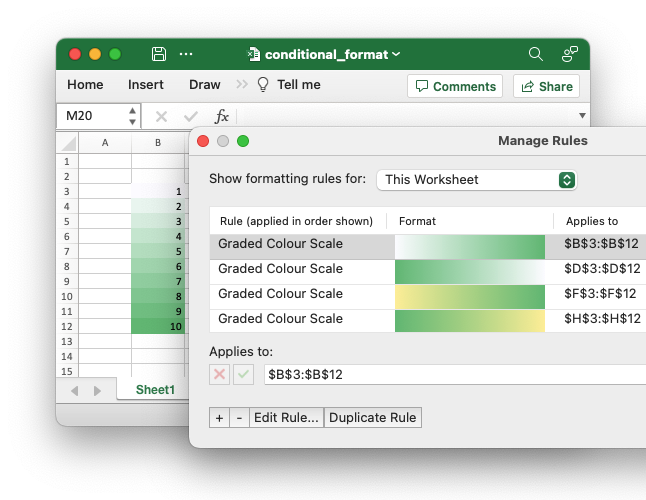 conditional_format
Home Insert Draw Tell me Comments Share
M20 fx
A B
1
2
3 1
4 2
5 3
6 4
7 5
8 6
9 7
10 8
11 9
12 10
13
14
15
Sheet1
Manage Rules
Show formatting rules for: This Worksheet
Rule (applied in order shown) Format Applies to
Graded Colour Scale $B$3:$B$12
Graded Colour Scale $D$3:$D$12
Graded Colour Scale $F$3:$F$12
Graded Colour Scale $H$3:$H$12
Applies to:
$B$3:$B$12
+ - Edit Rule... Duplicate Rule